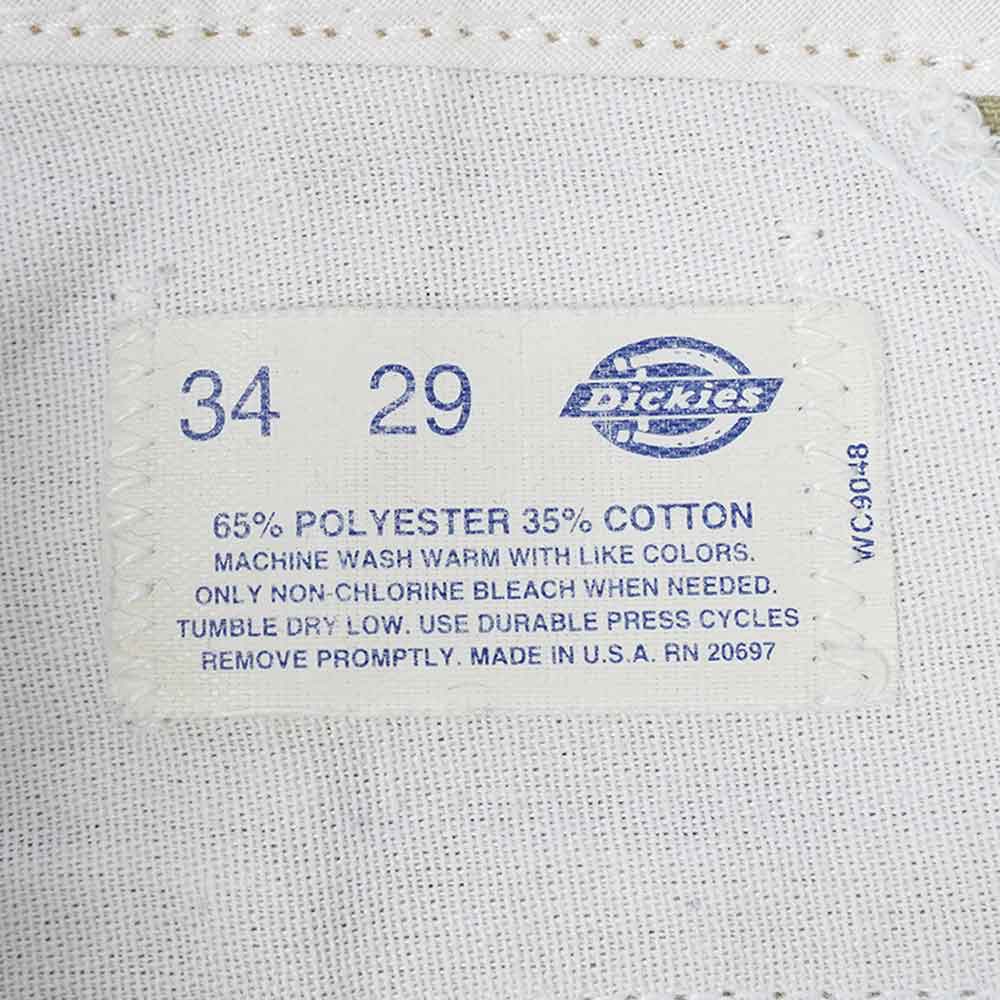 34 29 Dickies
65% POLYESTER 35% COTTON
MACHINE WASH WARM WITH LIKE COLORS.
ONLY NON-CHLORINE BLEACH WHEN NEEDED.
TUMBLE DRY LOW. USE DURABLE PRESS CYCLES
REMOVE PROMPTLY. MADE IN U.S.A. RN 20697
WC9048